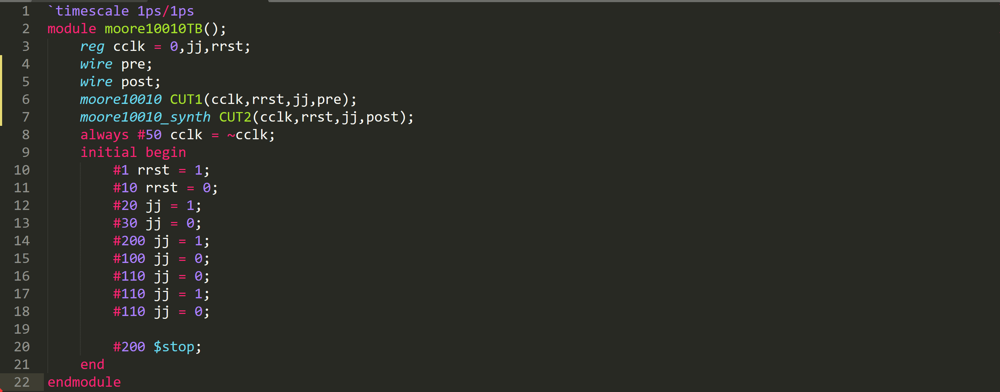 1 `timescale 1ps/1ps
2 module moore10010TB();
3 reg cclk = 0,jj,rrst;
4 wire pre;
5 wire post;
6 moore10010 CUT1(cclk,rrst,jj,pre);
7 moore10010_synth CUT2(cclk,rrst,jj,post);
8 always #50 cclk = ~cclk;
9 initial begin
10 #1 rrst = 1;
11 #10 rrst = 0;
12 #20 jj = 1;
13 #30 jj = 0;
14 #200 jj = 1;
15 #100 jj = 0;
16 #110 jj = 0;
17 #110 jj = 1;
18 #110 jj = 0;
19
20 #200 $stop;
21 end
22 endmodule